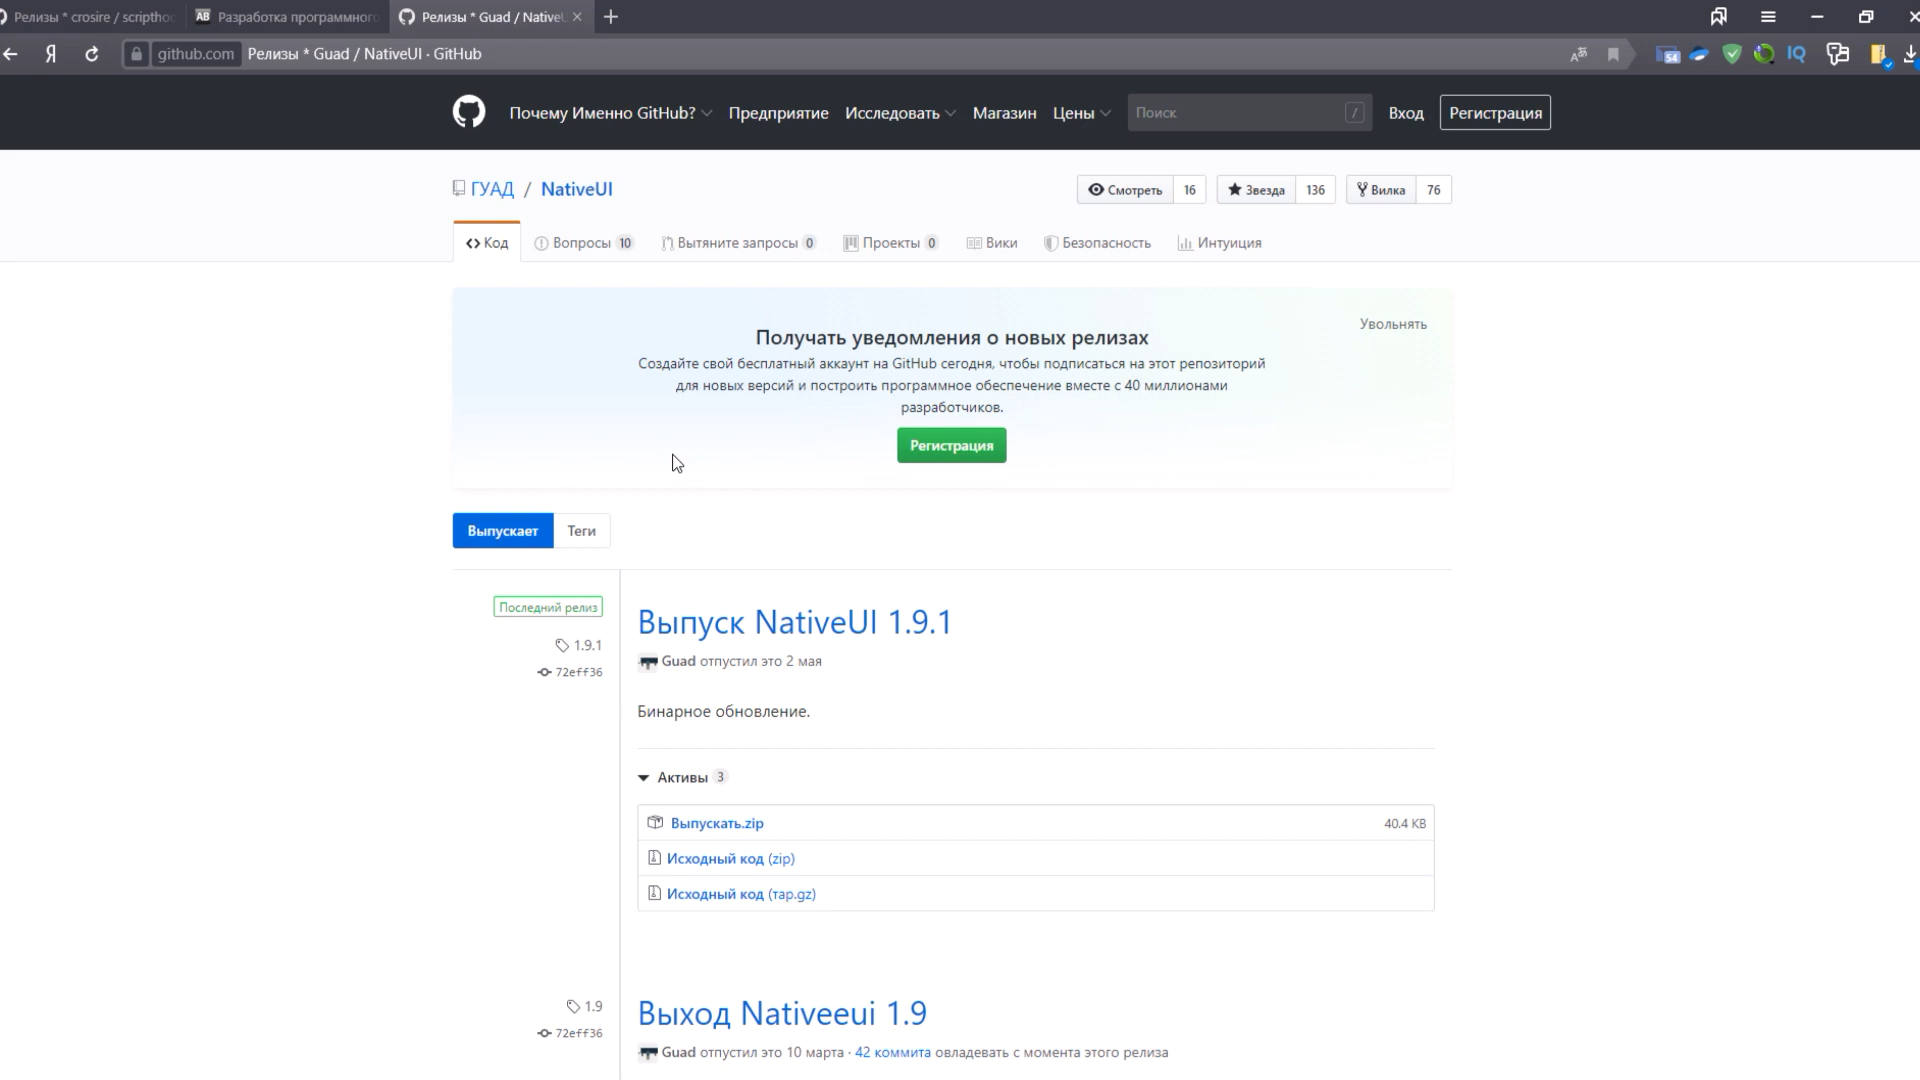 Релизы * crosire / scripthoo
AB Разработка программного
Релизы * Guad / NativeU
Я github.com Релизы * Guad / NativeUI · GitHub 54 IQ
Почему Именно GitHub? Предприятие Исследовать Магазин Цены Поиск / Вход Регистрация
ГУАД / NativeUI Смотреть 16 Звезда 136 Вилка 76
Код Вопросы 10 Вытяните запросы 0 Проекты 0 Вики Безопасность Интуиция
Увольнять
Получать уведомления о новых релизах
Создайте свой бесплатный аккаунт на GitHub сегодня, чтобы подписаться на этот репозиторий
для новых версий и построить программное обеспечение вместе с 40 миллионами
разработчиков.
Регистрация
Выпускает Теги
Последний релиз
1.9.1
72eff36
Выпуск NativeUI 1.9.1
Guad отпустил это 2 мая
Бинарное обновление.
Активы 3
Выпускать.zip 40.4 KB
Исходный код (zip)
Исходный код (тар.gz)
1.9
72eff36
Выход Nativeeui 1.9
Guad отпустил это 10 марта · 42 коммита овладевать с момента этого релиза